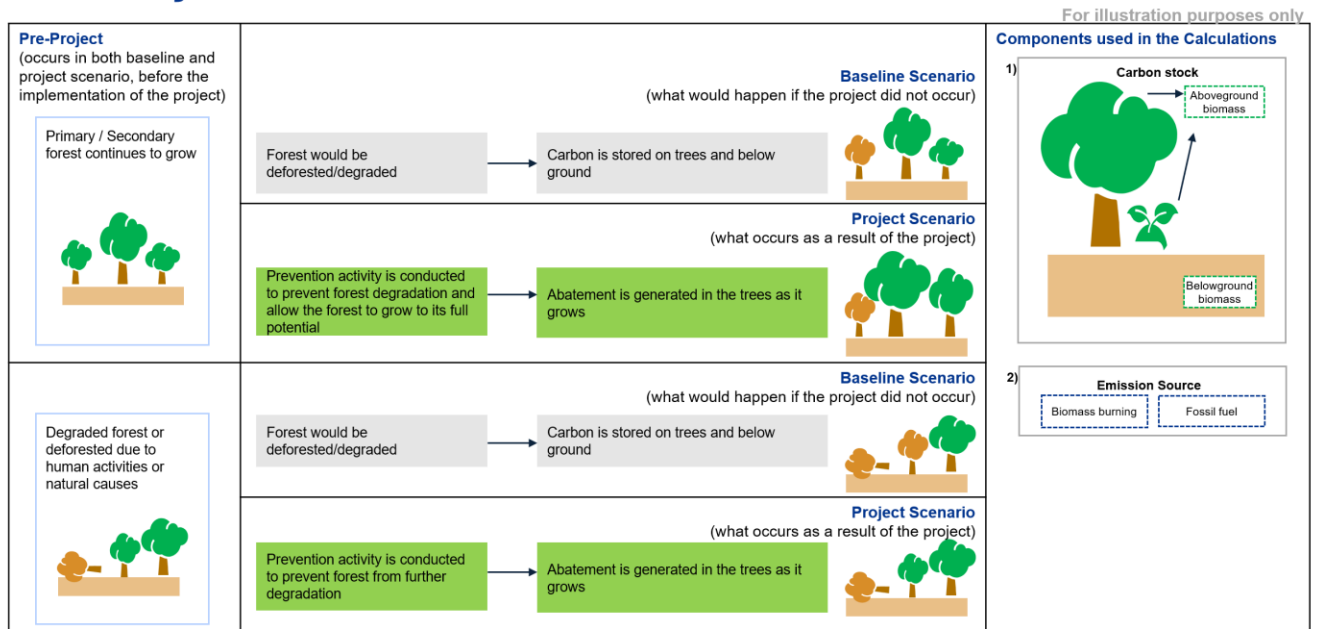 For illustration purposes only
Pre-Project
(occurs in both baseline and
project scenario, before the
implementation of the project)
Primary / Secondary
forest continues to grow
Baseline Scenario
(what would happen if the project did not occur)
Forest would be
deforested/degraded
Carbon is stored on trees and below
ground
Project Scenario
(what occurs as a result of the project)
Prevention activity is conducted
to prevent forest degradation and
allow the forest to grow to its full
potential
Abatement is generated in the trees as it
grows
Degraded forest or
deforested due to
human activities or
natural causes
Baseline Scenario
(what would happen if the project did not occur)
Forest would be
deforested/degraded
Carbon is stored on trees and below
ground
Project Scenario
(what occurs as a result of the project)
Prevention activity is conducted
to prevent forest from further
degradation
Abatement is generated in the trees as it
grows
Components used in the Calculations
1)
Carbon stock
Aboveground
biomass
Belowground
biomass
2)
Emission Source
Biomass burning
Fossil fuel